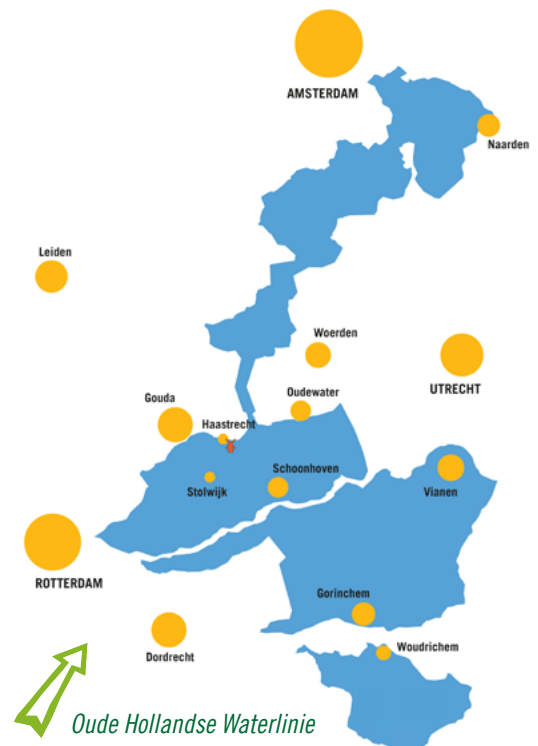 AMSTERDAM
Naarden
Leiden
Woerden
UTRECHT
Oudewater
Gouda
Haastrecht
Schoonhoven
Stolwijk
Vianen
ROTTERDAM
Gorinchem
Woudrichem
Dordrecht
Oude Hollandse Waterlinie